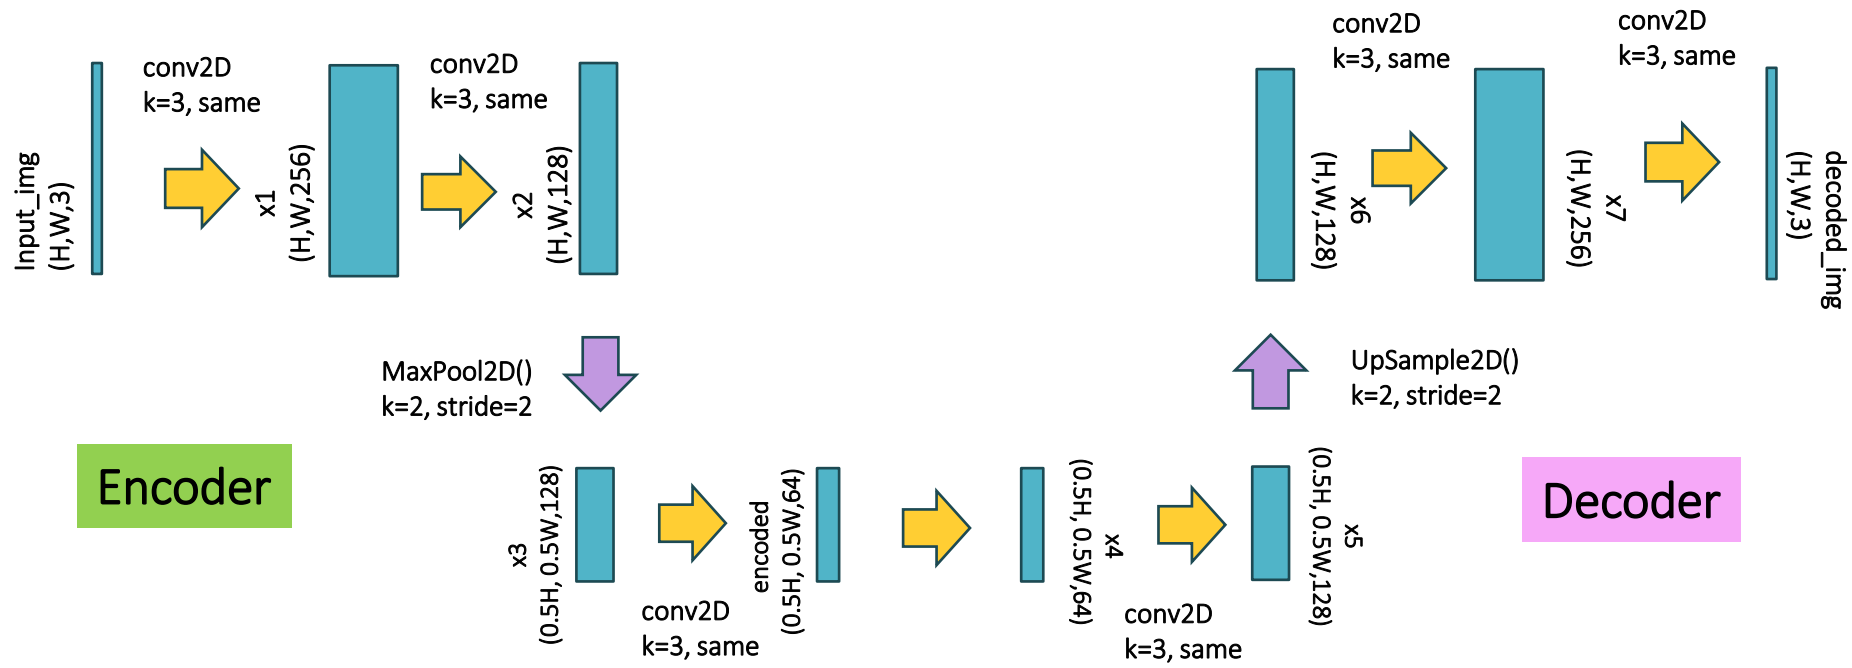 conv2D
k=3, same
conv2D
k=3, same
Input_img
(H,W,3)
x1
(H,W,256)
x2
(H,W,128)
MaxPool2D()
k=2, stride=2
Encoder
x3
(0.5H, 0.5W,128)
conv2D
k=3, same
encoded
(0.5H, 0.5W,64)
x4
(0.5H, 0.5W,64)
conv2D
k=3, same
x5
(0.5H, 0.5W,128)
UpSample2D()
k=2, stride=2
x6
(H,W,128)
conv2D
k=3, same
x7
(H,W,256)
conv2D
k=3, same
decoded_img
(H,W,3)
Decoder